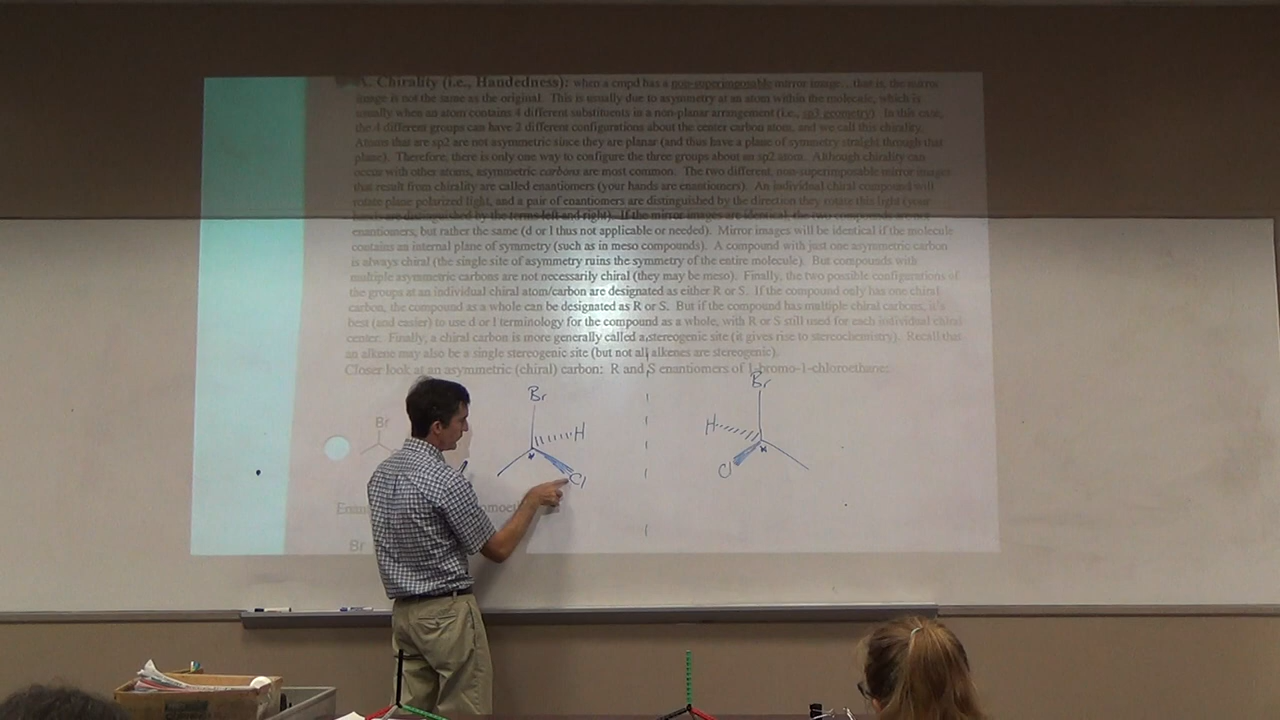 A. Chirality (i.e., Handedness): when a cmpd has a non-superimposable mirror image…that is, the mirror
image is not the same as the original. This is usually due to asymmetry at an atom within the molecule, which is
usually when an atom contains 4 different substituents in a non-planar arrangement (i.e., sp3 geometry). In this case,
the 4 different groups can have 2 different configurations about the center carbon atom, and we call this chirality.
Atoms that are sp2 are not asymmetric since they are planar (and thus have a plane of symmetry straight through that
plane). Therefore, there is only one way to configure the three groups about an sp2 atom. Although chirality can
occur with other atoms, asymmetric carbons are most common. The two different, non-superimposable mirror images
that result from chirality are called enantiomers (your hands are enantiomers). An individual chiral compound will
rotate plane polarized light, and a pair of enantiomers are distinguished by the direction they rotate this light (your
hands are distinguished by the terms left and right). If the mirror images are identical, the two compounds are not
enantiomers, but rather the same (d or l thus not applicable or needed). Mirror images will be identical if the molecule
contains an internal plane of symmetry (such as in meso compounds). A compound with just one asymmetric carbon
is always chiral (the single site of asymmetry ruins the symmetry of the entire molecule). But compounds with
multiple asymmetric carbons are not necessarily chiral (they may be meso). Finally, the two possible configurations of
the groups at an individual chiral atom/carbon are designated as either R or S. If the compound only has one chiral
carbon, the compound as a whole can be designated as R or S. But if the compound has multiple chiral carbons, it's
best (and easier) to use d or l terminology for the compound as a whole, with R or S still used for each individual chiral
center. Finally, a chiral carbon is more generally called a stereogenic site (it gives rise to stereochemistry). Recall that
an alkene may also be a single stereogenic site (but not all alkenes are stereogenic).
Closer look at an asymmetric (chiral) carbon: R and S enantiomers of 1-bromo-1-chloroethane:
Br Br Br
H H
* *
Cl Cl
Br